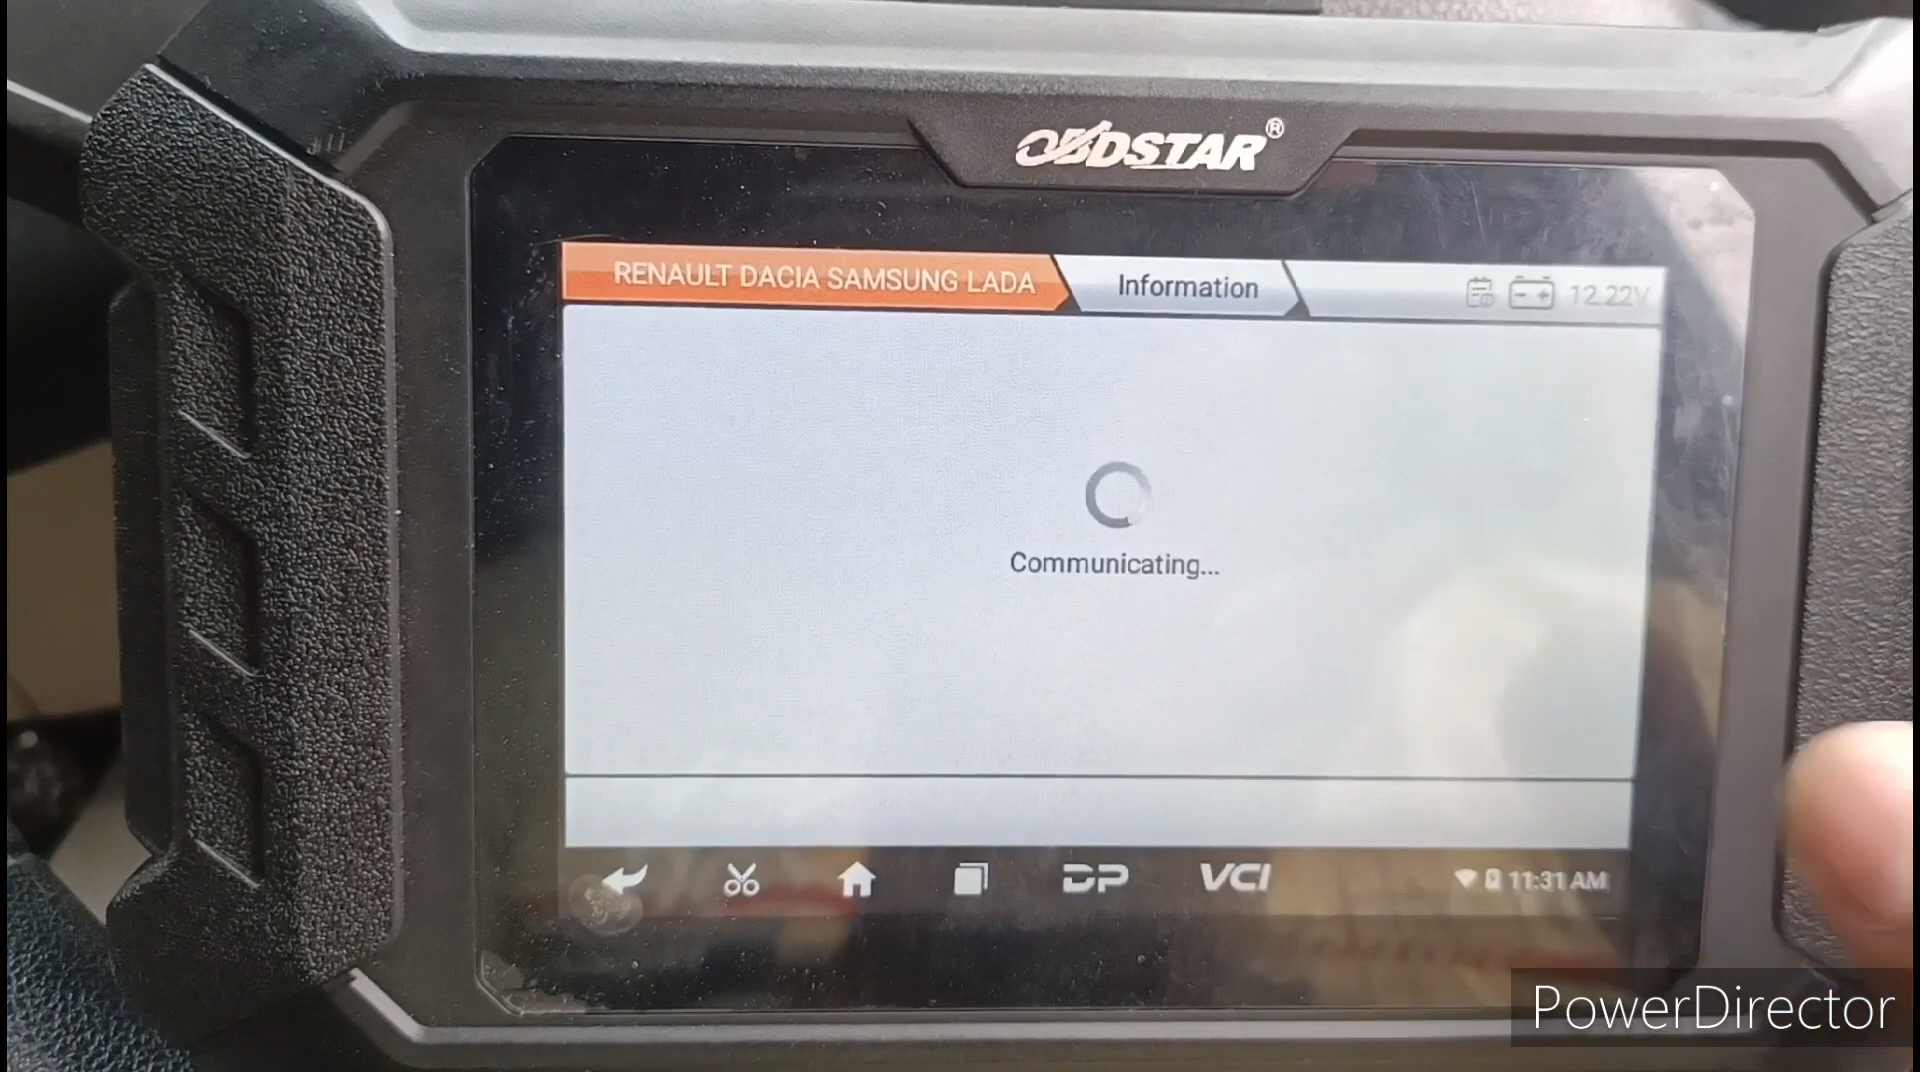 OBDSTAR®
RENAULT DACIA SAMSUNG LADA
Information
12.22V
Communicating...
DP
VCI
11:31 AM
PowerDirector